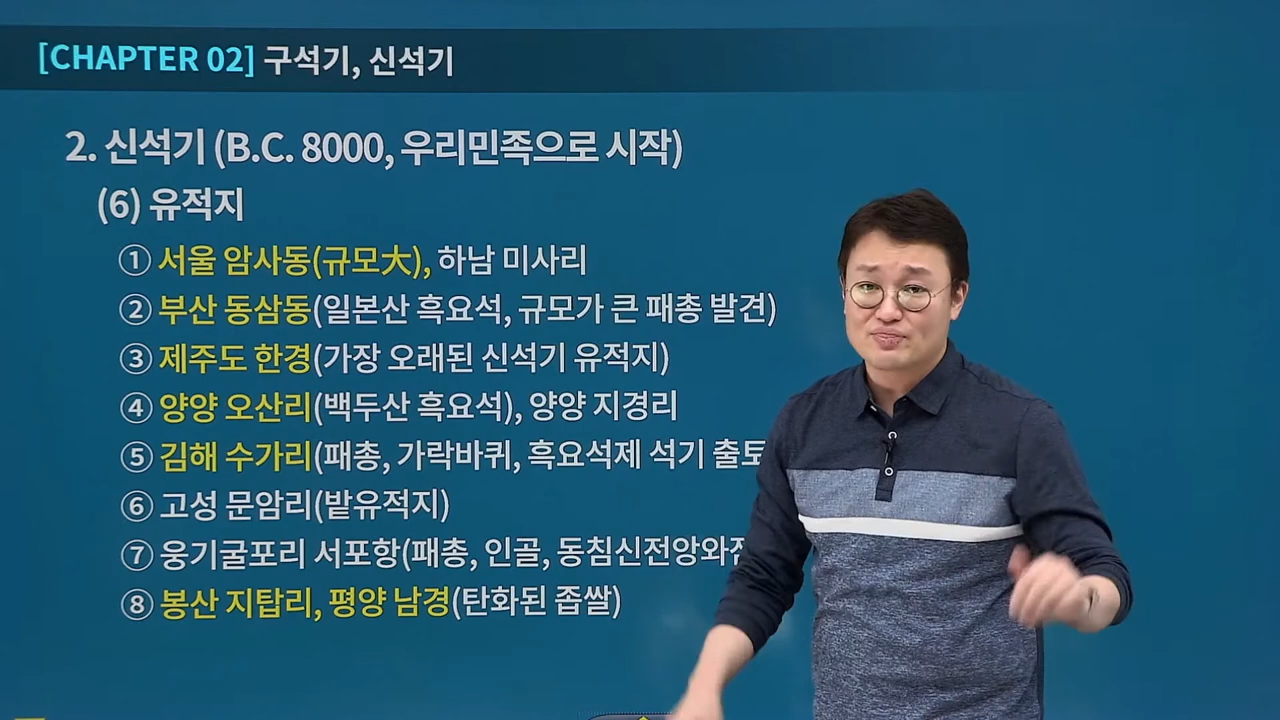 [CHAPTER 02] 구석기, 신석기
2. 신석기 (B.C. 8000, 우리민족으로 시작)
(6) 유적지
① 서울 암사동(규모大), 하남 미사리
② 부산 동삼동(일본산 흑요석, 규모가 큰 패총 발견)
③ 제주도 한경(가장 오래된 신석기 유적지)
④ 양양 오산리(백두산 흑요석), 양양 지경리
⑤ 김해 수가리(패총, 가락바퀴, 흑요석제 석기 출토
⑥ 고성 문암리(밭유적지)
⑦ 웅기굴포리 서포항(패총, 인골, 동침신전앙와
⑧ 봉산 지탑리, 평양 남경(탄화된 좁쌀)